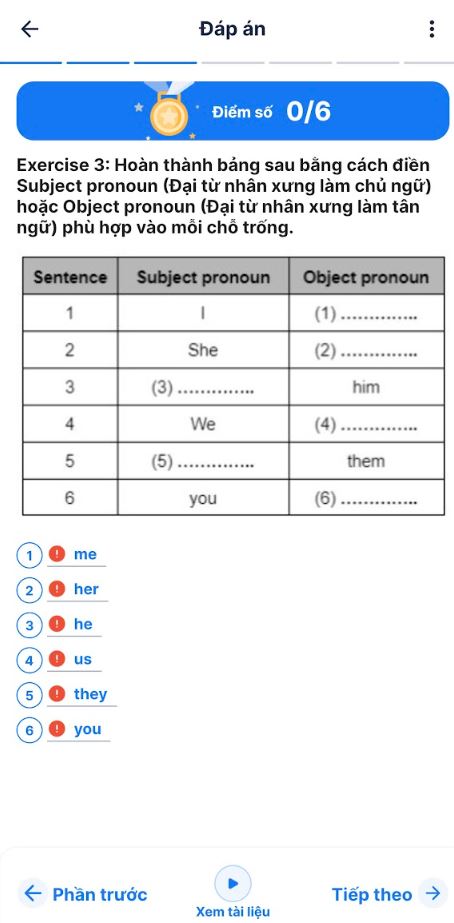 Đáp án
Điểm số 0/6
Exercise 3: Hoàn thành bảng sau bằng cách điền
Subject pronoun (Đại từ nhân xưng làm chủ ngữ)
hoặc Object pronoun (Đại từ nhân xưng làm tân
ngữ) phù hợp vào mỗi chỗ trống.
Sentence Subject pronoun Object pronoun
1 I (1) ..............
2 She (2) ..............
3 (3) .............. him
4 We (4) ..............
5 (5) .............. them
6 you (6) ..............
1 ! me
2 ! her
3 ! he
4 ! us
5 ! they
6 ! you
Phần trước
Xem tài liệu
Tiếp theo